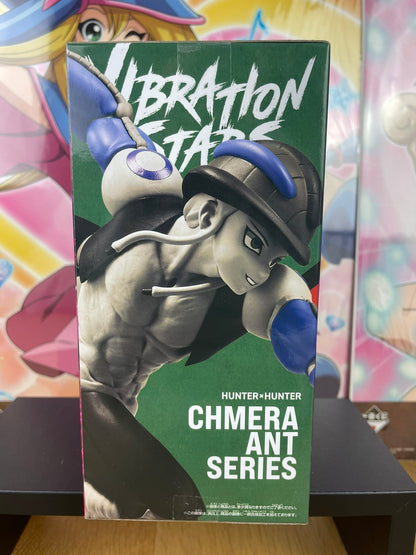 VIBRATION
STARS
HUNTER×HUNTER
CHMERA
ANT
SERIES